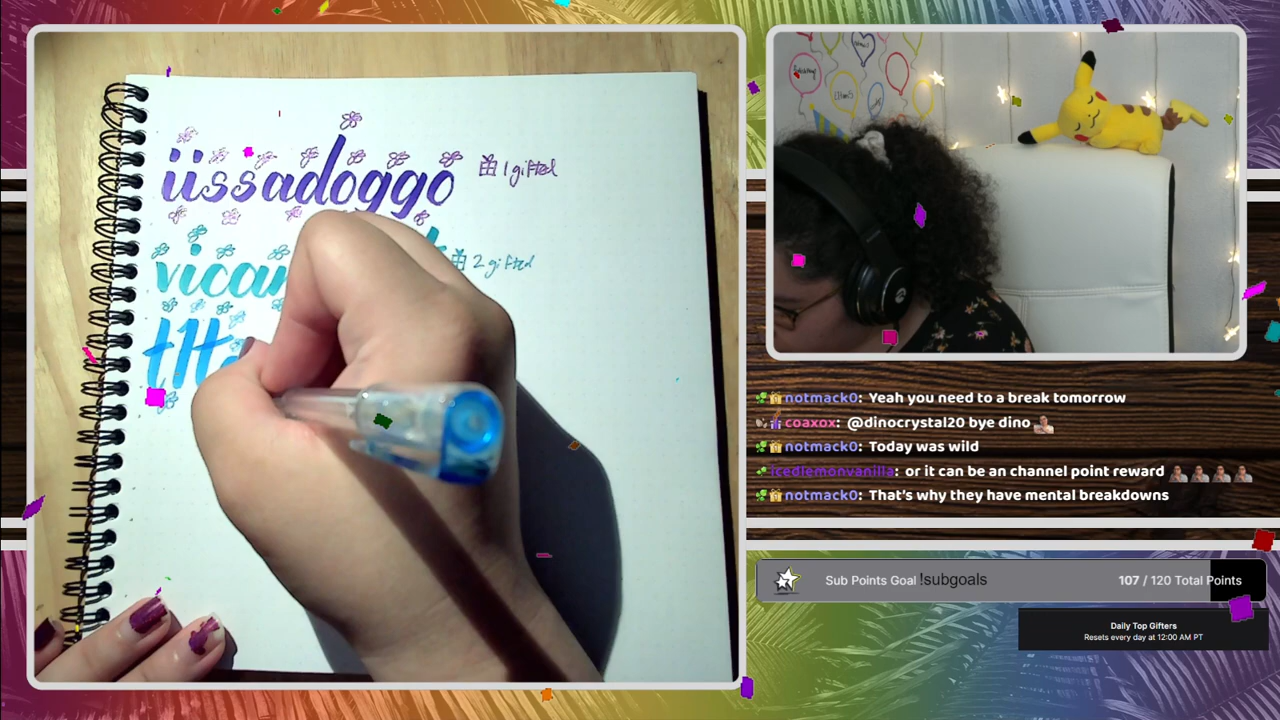 iissadoggo 1 gifted
2 gifted
notmack0: Yeah you need to a break tomorrow
coaxox: @dinocrystal20 bye dino
notmack0: Today was wild
icedlemonvanilla: or it can be an channel point reward
notmack0: That's why they have mental breakdowns
Sub Points Goal !subgoals 107 / 120 Total Points
Daily Top Gifters
Resets every day at 12:00 AM PT